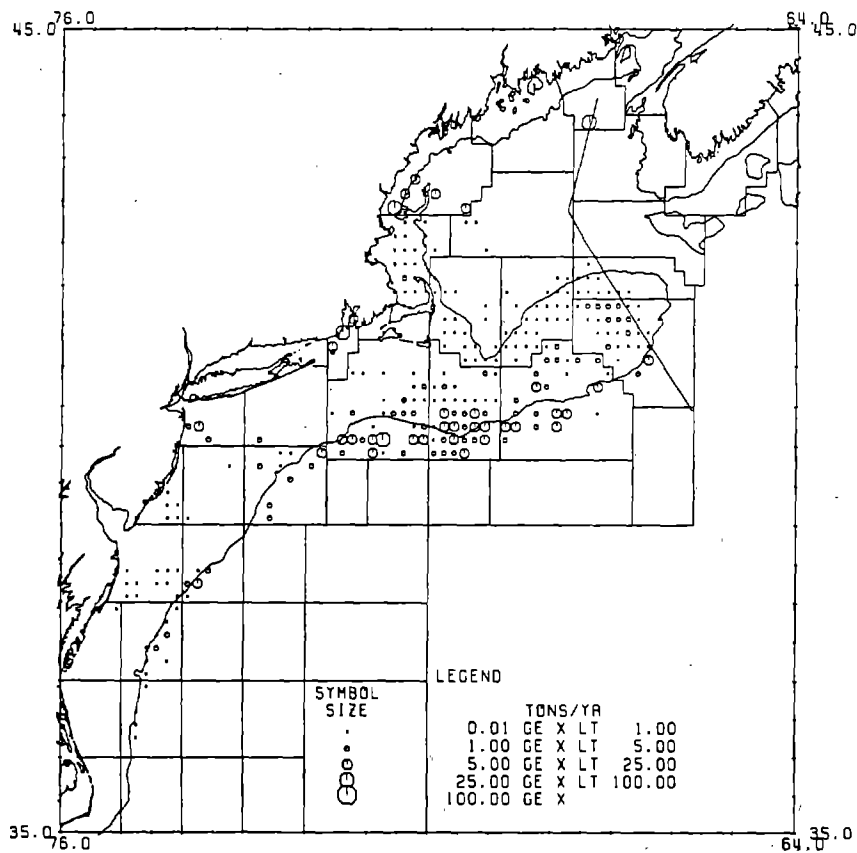 76.0 64.0
45.0 45.0
LEGEND
SYMBOL
SIZE
TONS/YR
0.01 GE X LT 1.00
1.00 GE X LT 5.00
5.00 GE X LT 25.00
25.00 GE X LT 100.00
100.00 GE X
35.0 35.0
76.0 64.0